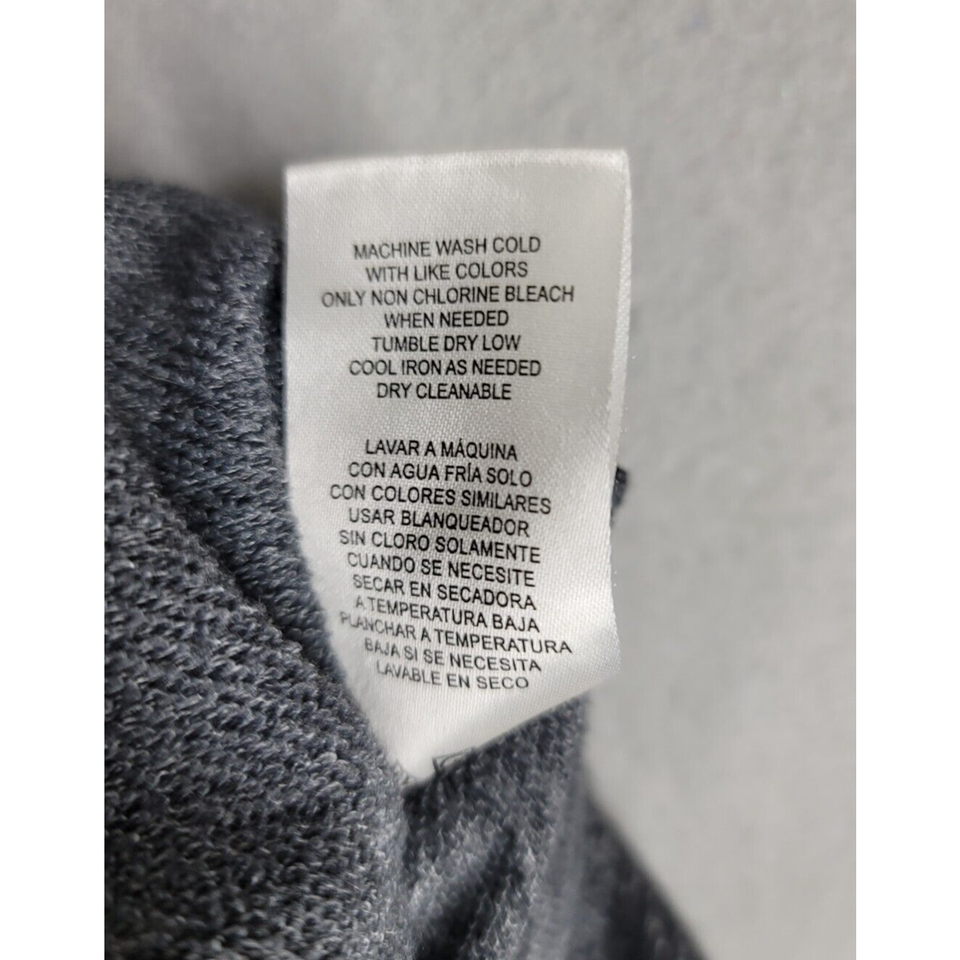 MACHINE WASH COLD
WITH LIKE COLORS
ONLY NON CHLORINE BLEACH
WHEN NEEDED
TUMBLE DRY LOW
COOL IRON AS NEEDED
DRY CLEANABLE
LAVAR A MÁQUINA
CON AGUA FRÍA SOLO
CON COLORES SIMILARES
USAR BLANQUEADOR
SIN CLORO SOLAMENTE
CUANDO SE NECESITE
SECAR EN SECADORA
A TEMPERATURA BAJA
PLANCHAR A TEMPERATURA
BAJA SI SE NECESITA
LAVABLE EN SECO